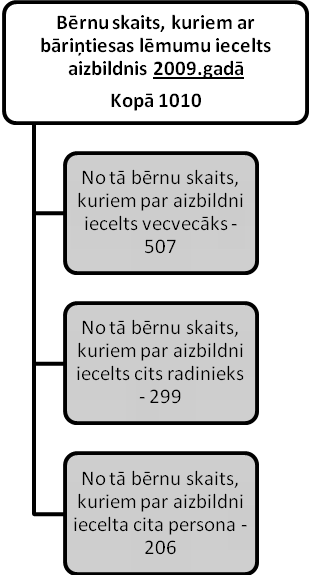 Bērnu skaits, kuriem ar
bāriņtiesas lēmumu iecelts
aizbildnis 2009.gadā
Kopā 1010
No tā bērnu skaits,
kuriem par aizbildni
iecelts vecvecāk -
507
No tā bērnu skaits,
kuriem par aizbildni
iecelts cits radinieks
- 299
No tā bērnu skaits,
kuriem par aizbildni
iecelta cita persona -
206